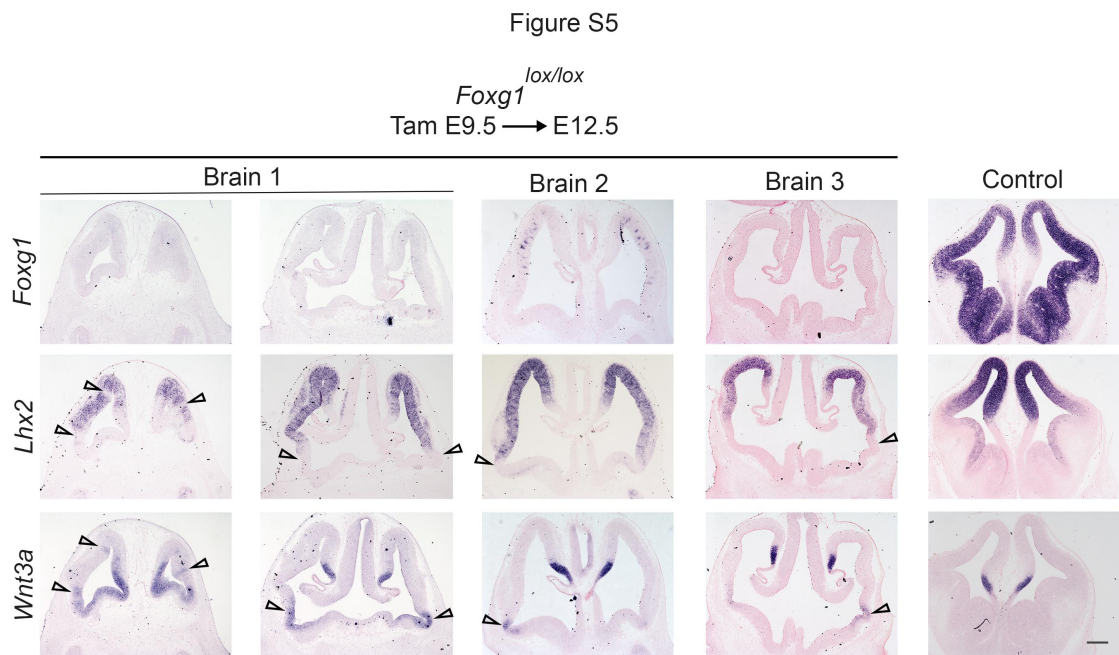 Figure S5
Foxg1 lox/lox
Tam E9.5 → E12.5
Brain 1
Brain 2
Brain 3
Control
Foxg1
Lhx2
Wnt3a